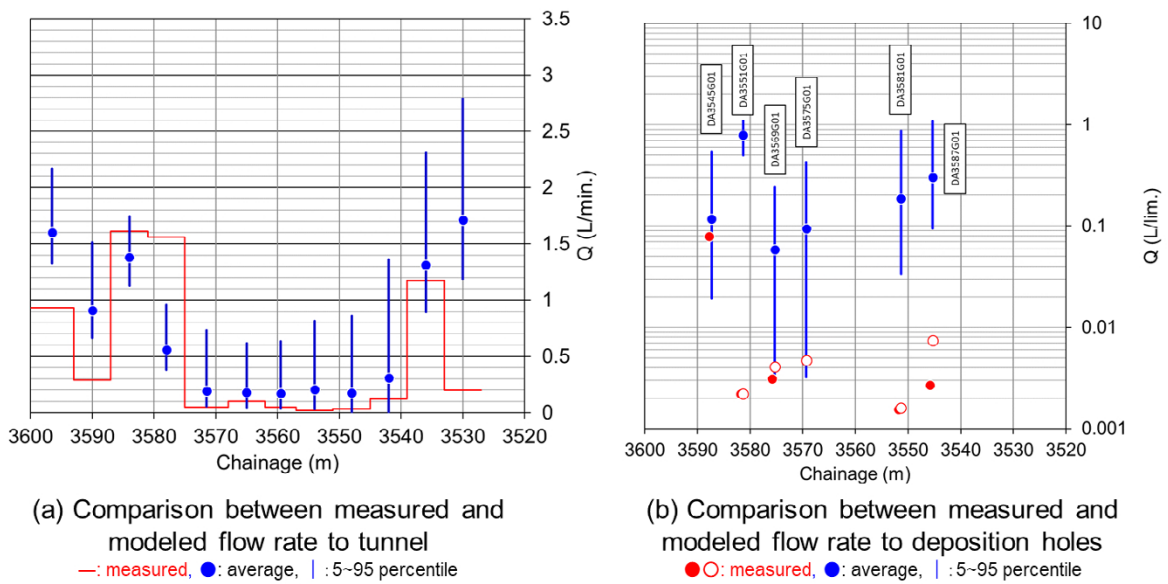 3.5
3
2.5
2
1.5
1
0.5
0
Q (L/min.)
3600 3590 3580 3570 3560 3550 3540 3530 3520
Chainage (m)
(a) Comparison between measured and
modeled flow rate to tunnel
—: measured, ●: average, | : 5~95 percentile
DA3545G01
DA3551G01
DA3569G01
DA3575G01
DA3581G01
DA3587G01
10
1
0.1
0.01
0.001
Q (L/lim.)
3600 3590 3580 3570 3560 3550 3540 3530 3520
Chainage (m)
(b) Comparison between measured and
modeled flow rate to deposition holes
●○: measured, ●: average, | : 5~95 percentile